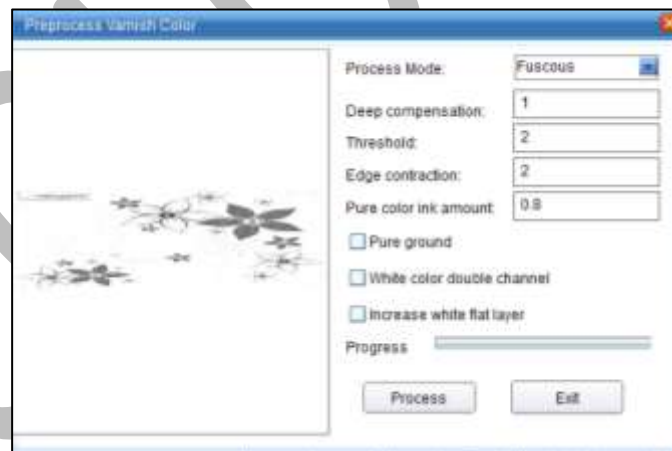 Preprocess Varnish Color
Process Mode: Fuscous
Deep compensation: 1
Threshold: 2
Edge contraction: 2
Pure color ink amount 0.8
Pure ground
White color double channel
Increase white flat layer
Progress
Process Exit